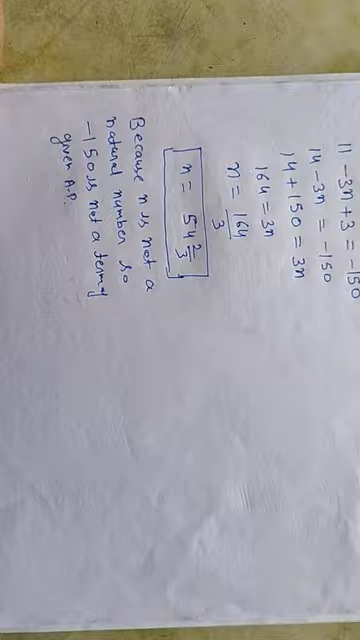 11 - 3n + 3 = -150
14 - 3n = -150
14 + 150 = 3n
164 = 3n
n = 164/3
n = 54 2/3
Because n is not a
natural number so
-150 is not a term of
given A.P.